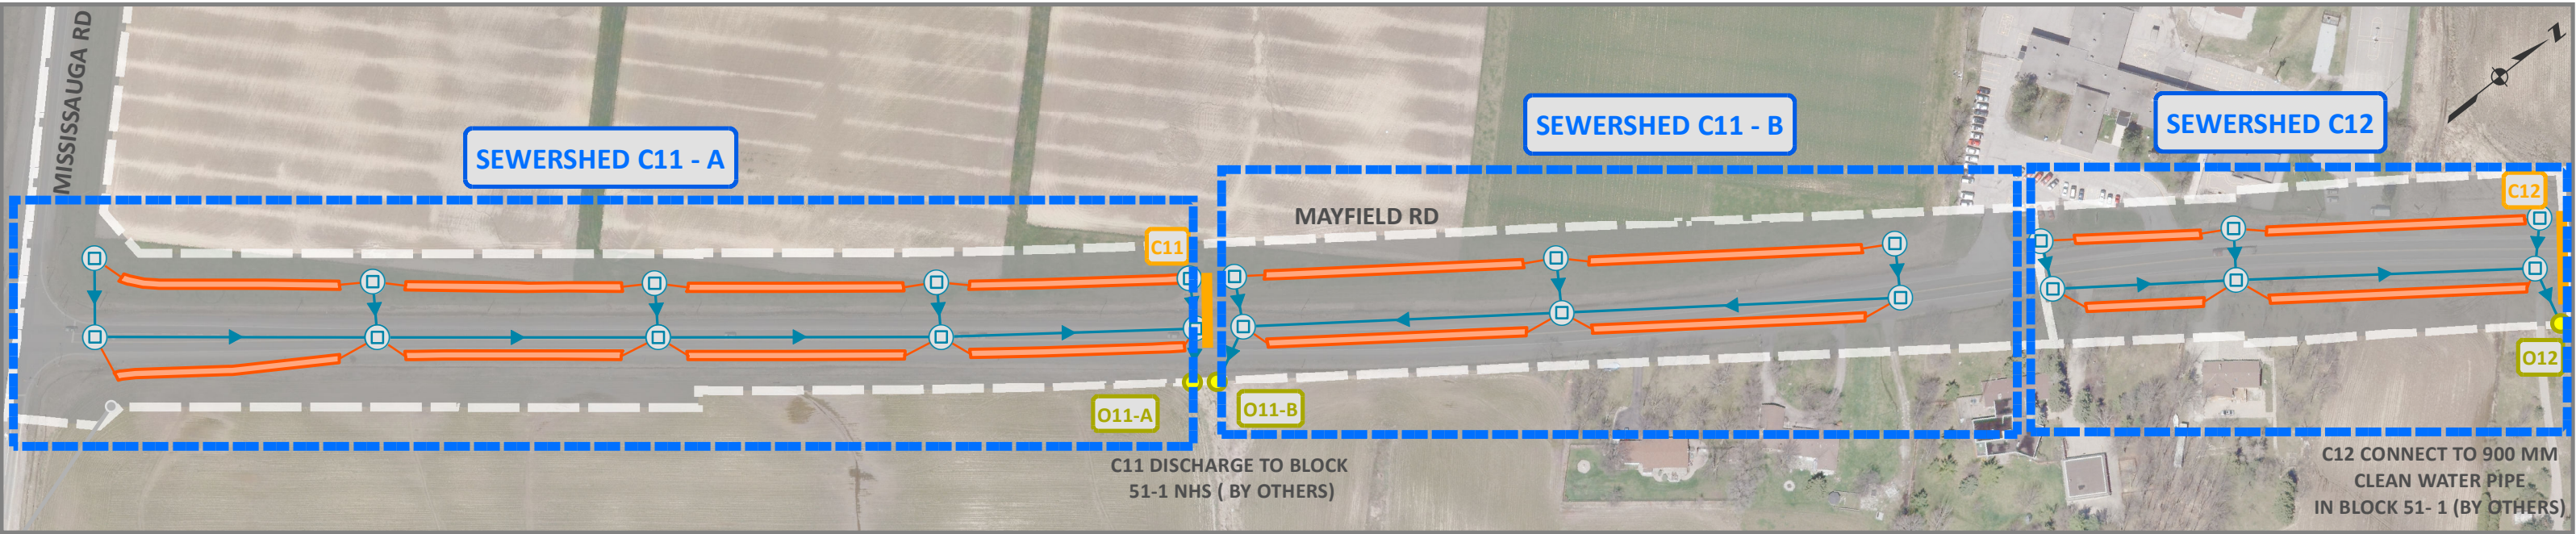 MISSISSAUGA RD
SEWERSHED C11 - A
SEWERSHED C11 - B
SEWERSHED C12
Z
MAYFIELD RD
C11
C12
O11-A
O11-B
O12
C11 DISCHARGE TO BLOCK
51-1 NHS ( BY OTHERS)
C12 CONNECT TO 900 MM
CLEAN WATER PIPE
IN BLOCK 51- 1 (BY OTHERS)